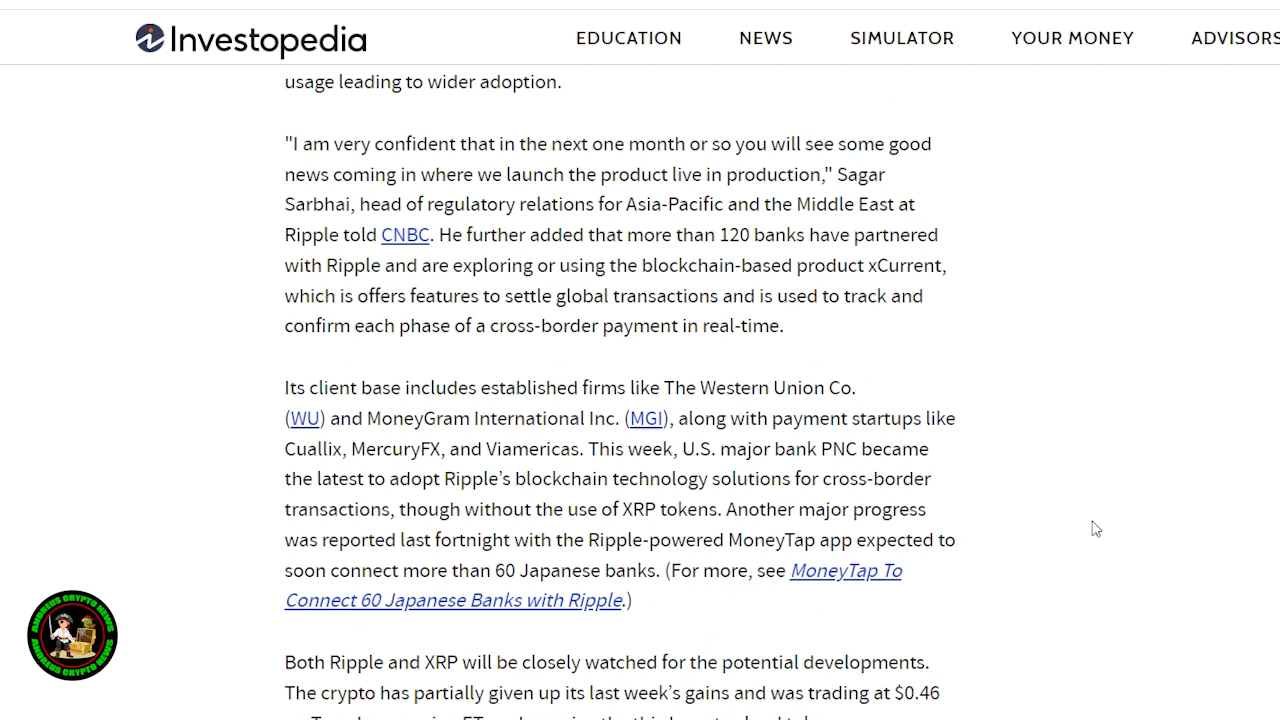 Investopedia
EDUCATION NEWS SIMULATOR YOUR MONEY ADVISORS
usage leading to wider adoption.
"I am very confident that in the next one month or so you will see some good
news coming in where we launch the product live in production," Sagar
Sarbhai, head of regulatory relations for Asia-Pacific and the Middle East at
Ripple told CNBC. He further added that more than 120 banks have partnered
with Ripple and are exploring or using the blockchain-based product xCurrent,
which is offers features to settle global transactions and is used to track and
confirm each phase of a cross-border payment in real-time.
Its client base includes established firms like The Western Union Co.
(WU) and MoneyGram International Inc. (MGI), along with payment startups like
Cuallix, MercuryFX, and Viamericas. This week, U.S. major bank PNC became
the latest to adopt Ripple’s blockchain technology solutions for cross-border
transactions, though without the use of XRP tokens. Another major progress
was reported last fortnight with the Ripple-powered MoneyTap app expected to
soon connect more than 60 Japanese banks. (For more, see MoneyTap To
Connect 60 Japanese Banks with Ripple.)
ANDREUS CRYPTO NEWS
ANDREUS CRYPTO NEWS
Both Ripple and XRP will be closely watched for the potential developments.
The crypto has partially given up its last week’s gains and was trading at $0.46